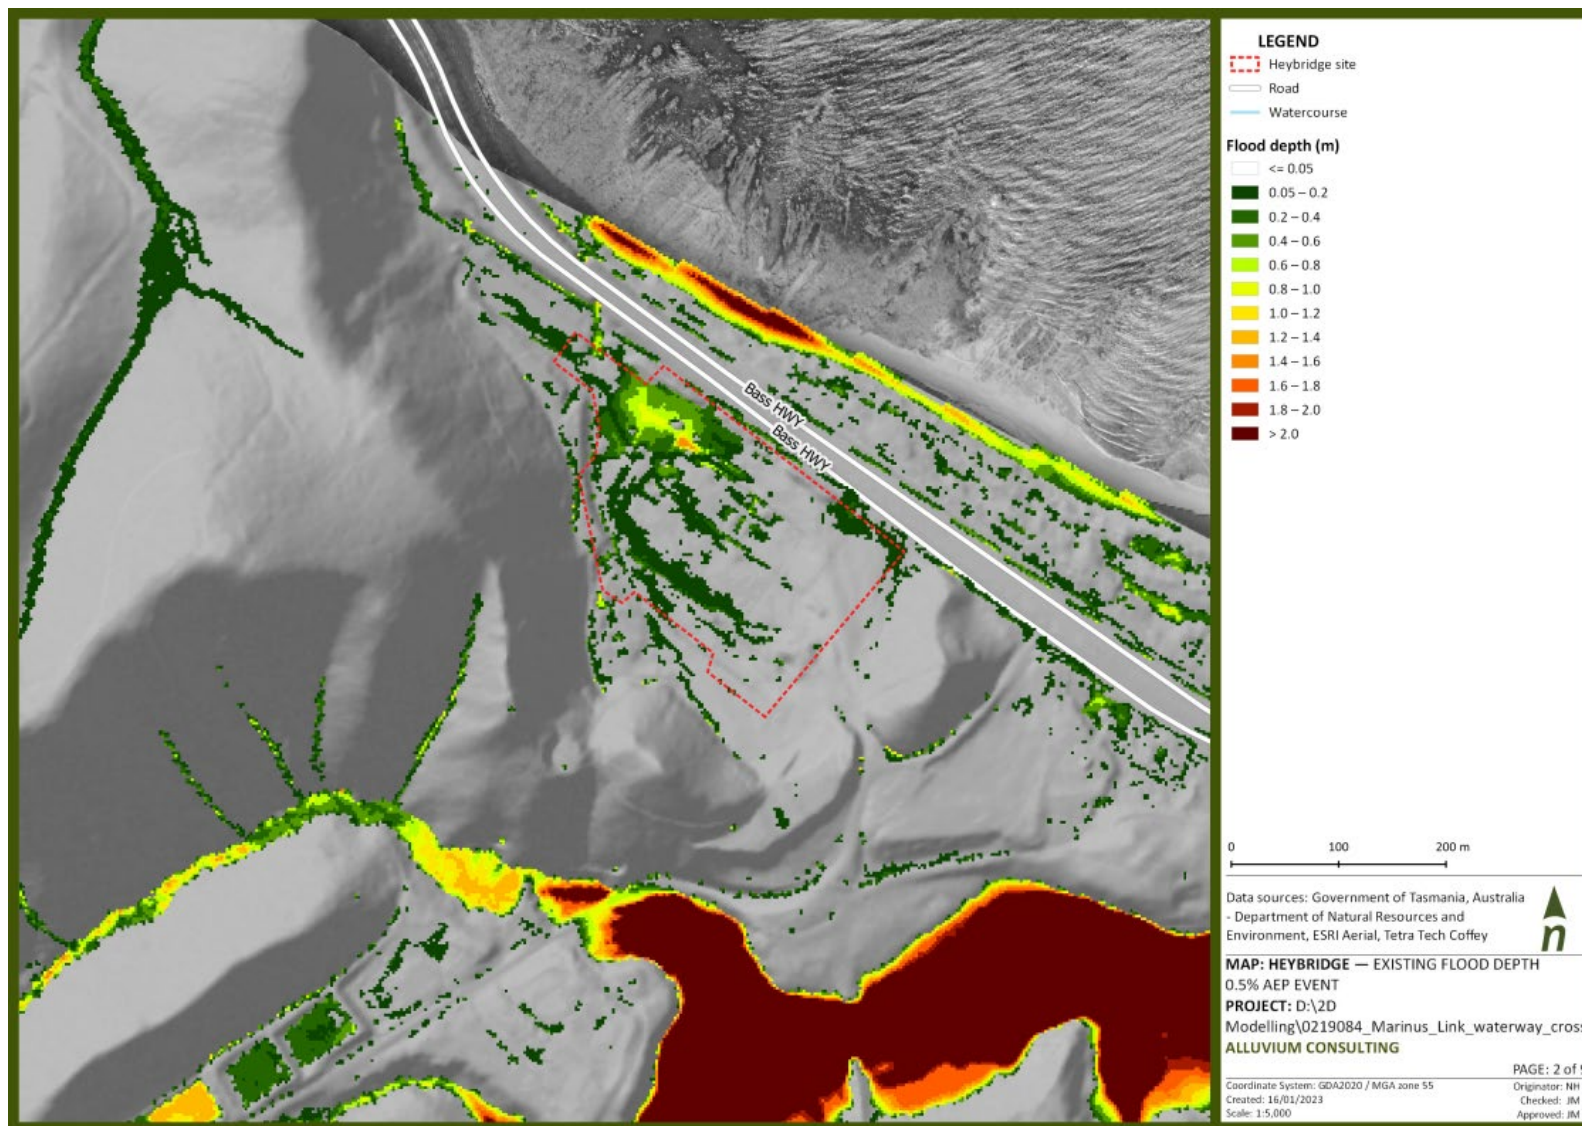 Bass HWY
Bass HWY
LEGEND
Heybridge site
Road
Watercourse
Flood depth (m)
<= 0.05
0.05 – 0.2
0.2 – 0.4
0.4 – 0.6
0.6 – 0.8
0.8 – 1.0
1.0 – 1.2
1.2 – 1.4
1.4 – 1.6
1.6 – 1.8
1.8 – 2.0
> 2.0
0 100 200 m
Data sources: Government of Tasmania, Australia
- Department of Natural Resources and
Environment, ESRI Aerial, Tetra Tech Coffey
n
MAP: HEYBRIDGE — EXISTING FLOOD DEPTH
0.5% AEP EVENT
PROJECT: D:\2D
Modelling\0219084_Marinus_Link_waterway_cross
ALLUVIUM CONSULTING
PAGE: 2 of 9
Coordinate System: GDA2020 / MGA zone 55
Originator: NH
Created: 16/01/2023
Checked: JM
Scale: 1:5,000
Approved: JM